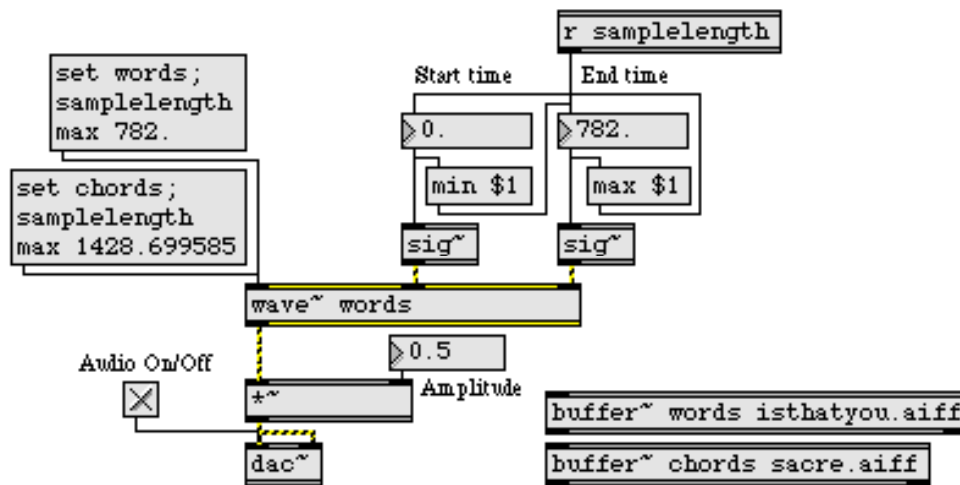 r samplelength
set words;
samplelength
max 782.
Start time
End time
0.
782.
min $1
max $1
set chords;
samplelength
max 1428.699585
sig~
sig~
wave~ words
0.5
Audio On/Off
*~
Amplitude
dac~
buffer~ words isthatyou.aiff
buffer~ chords sacre.aiff